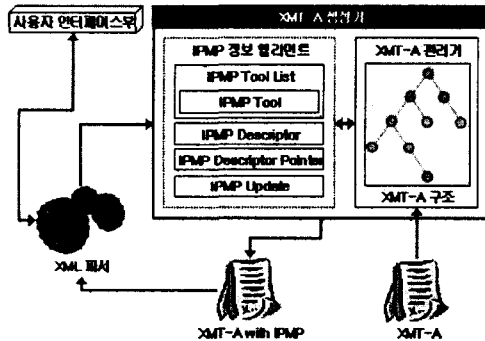 사용자 인터페이스부
XMT-A 편집기
IPMP 정보 엘리먼트
IPMP Tool List
IPMP Tool
IPMP Descriptor
IPMP Descriptor Pointer
IPMP Update
XMT-A 관리기
XMT-A 구조
XML 파서
XMT-A with IPMP
XMT-A